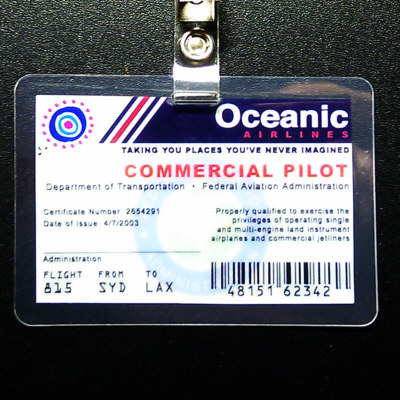 Oceanic
AIRLINES
TAKING YOU PLACES YOU'VE NEVER IMAGINED
COMMERCIAL PILOT
Department of Transportation • Federal Aviation Administration
Certificate Number 2654291
Date of Issue 4/7/2003
Properly qualified to exercise the
privileges of operating single
and multi-engine land instrument
airplanes and commercial jetliners
Administration
FLIGHT FROM TO
815 SYD LAX
48151 62342